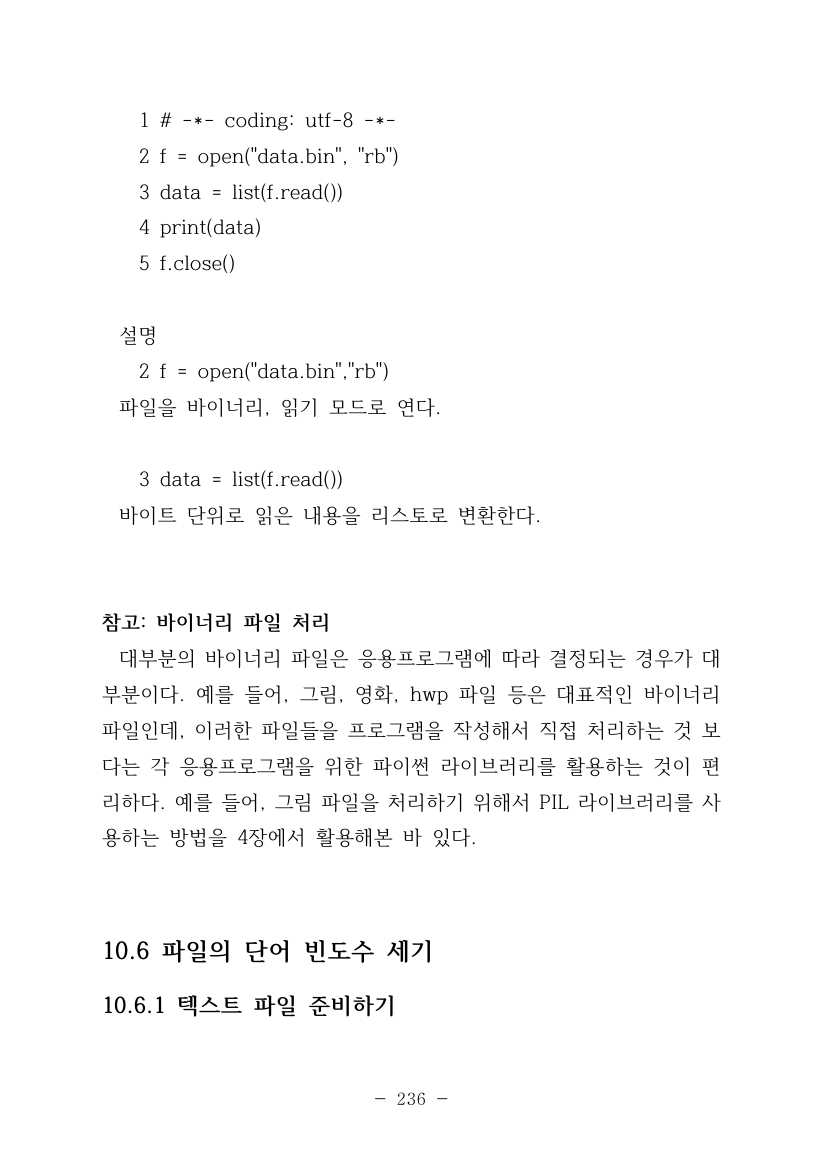 1 # -*- coding: utf-8 -*-
2 f = open("data.bin", "rb")
3 data = list(f.read())
4 print(data)
5 f.close()
설명
2 f = open("data.bin","rb")
파일을 바이너리, 읽기 모드로 연다.
3 data = list(f.read())
바이트 단위로 읽은 내용을 리스토로 변환한다.
참고: 바이너리 파일 처리
대부분의 바이너리 파일은 응용프로그램에 따라 결정되는 경우가 대
부분이다. 예를 들어, 그림, 영화, hwp 파일 등은 대표적인 바이너리
파일인데, 이러한 파일들을 프로그램을 작성해서 직접 처리하는 것 보
다는 각 응용프로그램을 위한 파이썬 라이브러리를 활용하는 것이 편
리하다. 예를 들어, 그림 파일을 처리하기 위해서 PIL 라이브러리를 사
용하는 방법을 4장에서 활용해본 바 있다.
10.6 파일의 단어 빈도수 세기
10.6.1 텍스트 파일 준비하기
- 236 -